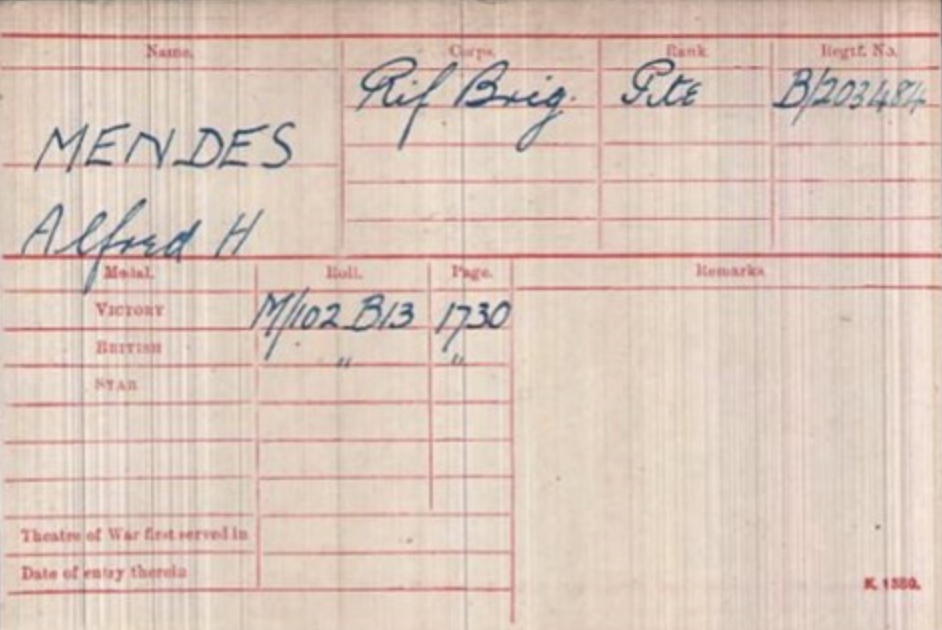 Name. Corps. Rank Regtl. No.
Rif Brig. Pte B/203484
MENDES
Alfred H
Medal. Roll. Page. Remarks
VICTORY M/102 B13 1730
BRITISH " "
STAR
Theatre of War first served in
Date of entry therein
K. 1380.